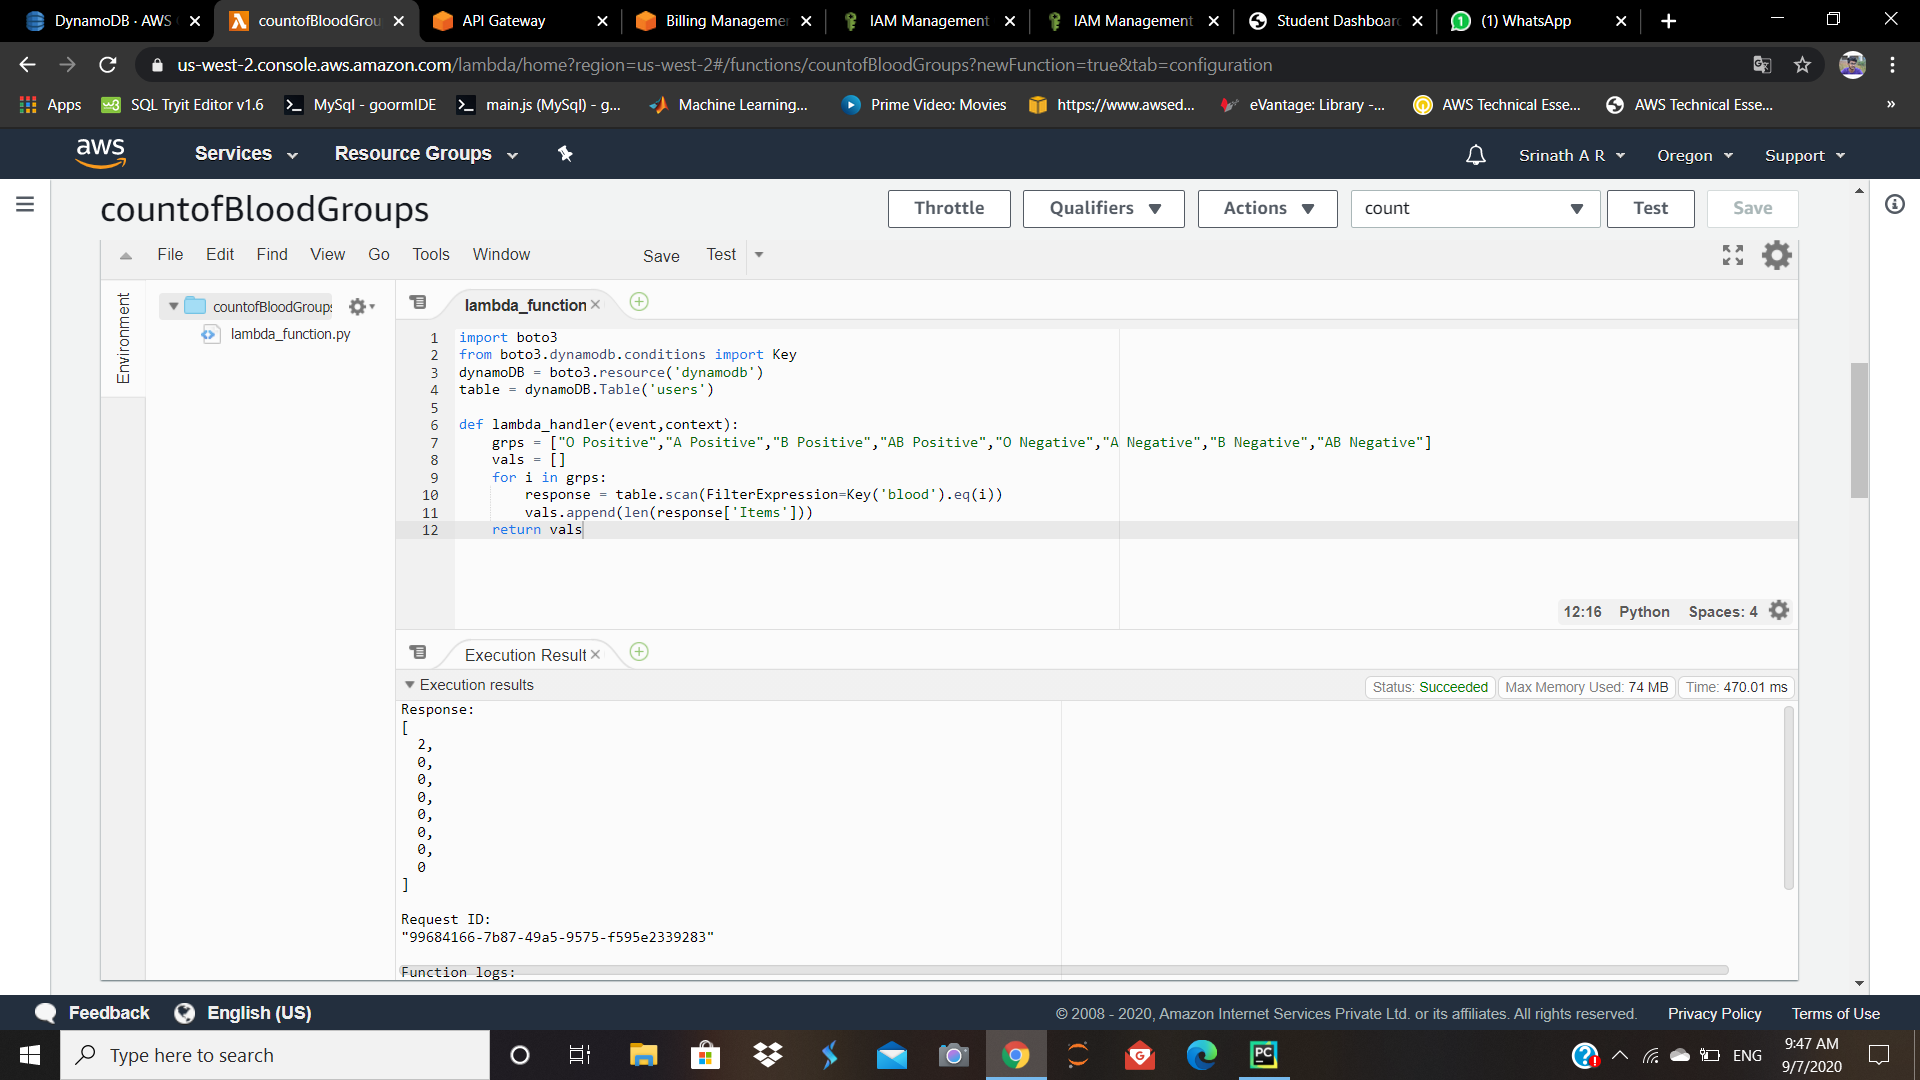 DynamoDB · AWS
countofBloodGrou
API Gateway
Billing Manageme
IAM Management
IAM Management
Student Dashboar
(1) WhatsApp
us-west-2.console.aws.amazon.com/lambda/home?region=us-west-2#/functions/countofBloodGroups?newFunction=true&tab=configuration
Apps
SQL Tryit Editor v1.6
MySql - goormIDE
main.js (MySql) - g...
Machine Learning...
Prime Video: Movies
https://www.awsed...
eVantage: Library -...
AWS Technical Esse...
AWS Technical Esse...
»
aws
Services
Resource Groups
Srinath A R
Oregon
Support
countofBloodGroups
Throttle
Qualifiers
Actions
count
Test
Save
File
Edit
Find
View
Go
Tools
Window
Save
Test
Environment
countofBloodGroups
lambda_function.py
lambda_function
1 import boto3
2 from boto3.dynamodb.conditions import Key
3 dynamoDB = boto3.resource('dynamodb')
4 table = dynamoDB.Table('users')
5
6 def lambda_handler(event,context):
7 grps = ["O Positive","A Positive","B Positive","AB Positive","O Negative","A Negative","B Negative","AB Negative"]
8 vals = []
9 for i in grps:
10 response = table.scan(FilterExpression=Key('blood').eq(i))
11 vals.append(len(response['Items']))
12 return vals
12:16 Python Spaces: 4
Execution Result
Execution results
Status: Succeeded
Max Memory Used: 74 MB
Time: 470.01 ms
Response:
[
2,
0,
0,
0,
0,
0,
0,
0
]
Request ID:
"99684166-7b87-49a5-9575-f595e2339283"
Function logs:
Feedback
English (US)
© 2008 - 2020, Amazon Internet Services Private Ltd. or its affiliates. All rights reserved.
Privacy Policy
Terms of Use
Type here to search
PC
ENG
9:47 AM
9/7/2020